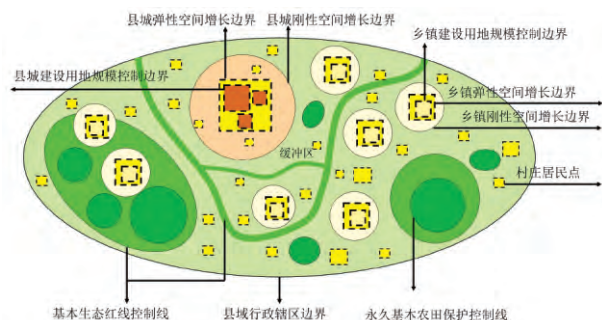 县城弹性空间增长边界
县城刚性空间增长边界
乡镇建设用地规模控制边界
县城建设用地规模控制边界
乡镇弹性空间增长边界
乡镇刚性空间增长边界
缓冲区
村庄居民点
基本生态红线控制线
县域行政辖区边界
永久基本农田保护控制线